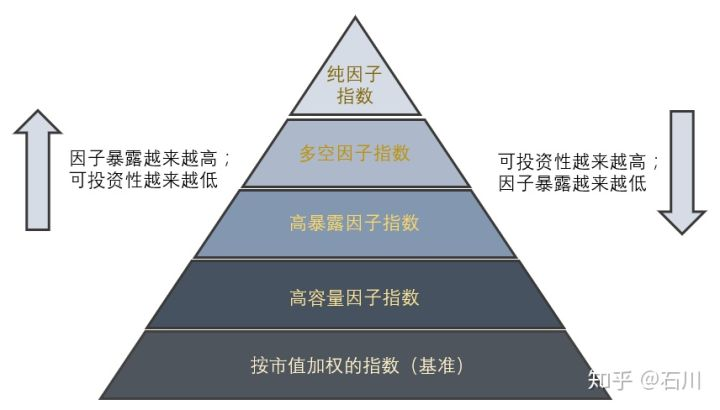 纯因子
指数
多空因子指数
因子暴露越来越高；
可投资性越来越低
可投资性越来越高；
因子暴露越来越低
高暴露因子指数
高容量因子指数
按市值加权的指数（基准）
知乎 @石川